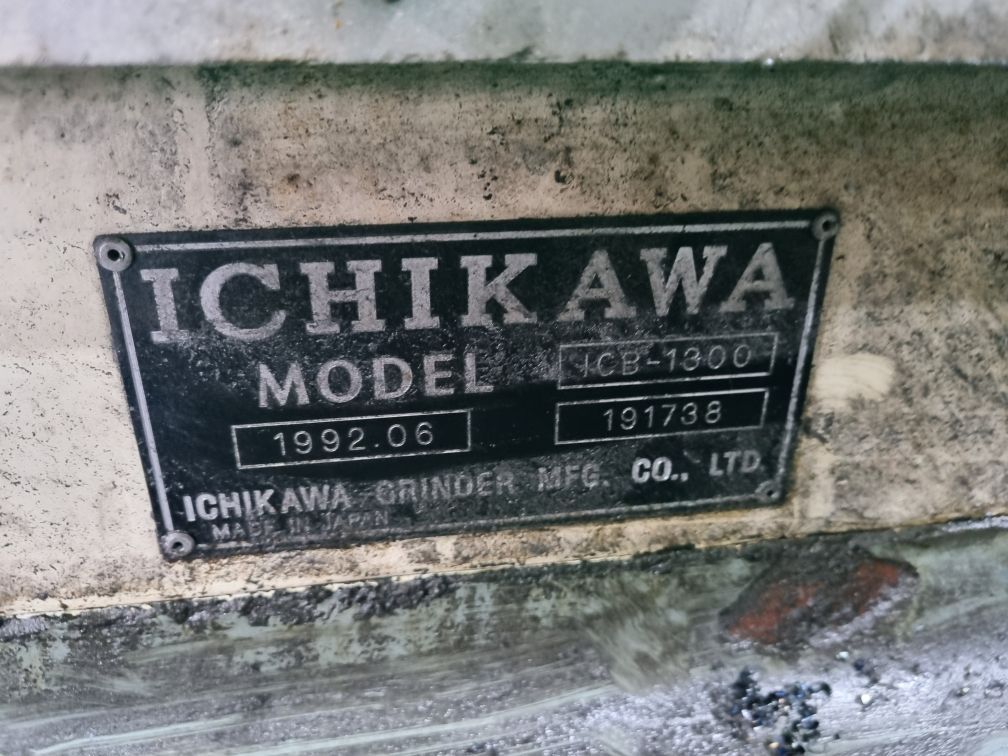 ICHIKAWA
MODEL ICB-1300
1992.06 191738
ICHIKAWA GRINDER MFG. CO., LTD
MADE IN JAPAN